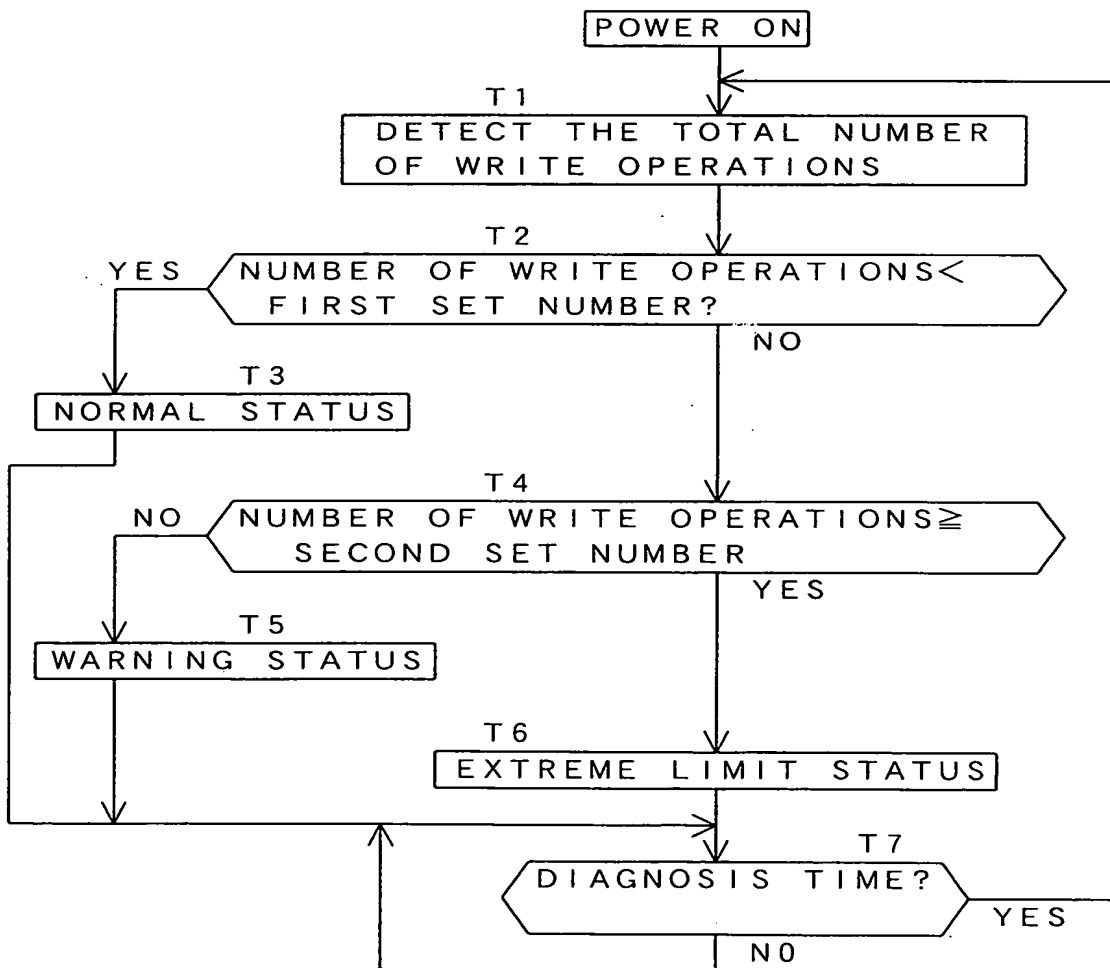 POWER ON
T1
DETECT THE TOTAL NUMBER
OF WRITE OPERATIONS
T2
YES
NUMBER OF WRITE OPERATIONS<
FIRST SET NUMBER?
NO
T3
NORMAL STATUS
T4
NO
NUMBER OF WRITE OPERATIONS≧
SECOND SET NUMBER
YES
T5
WARNING STATUS
T6
EXTREME LIMIT STATUS
T7
DIAGNOSIS TIME?
YES
NO